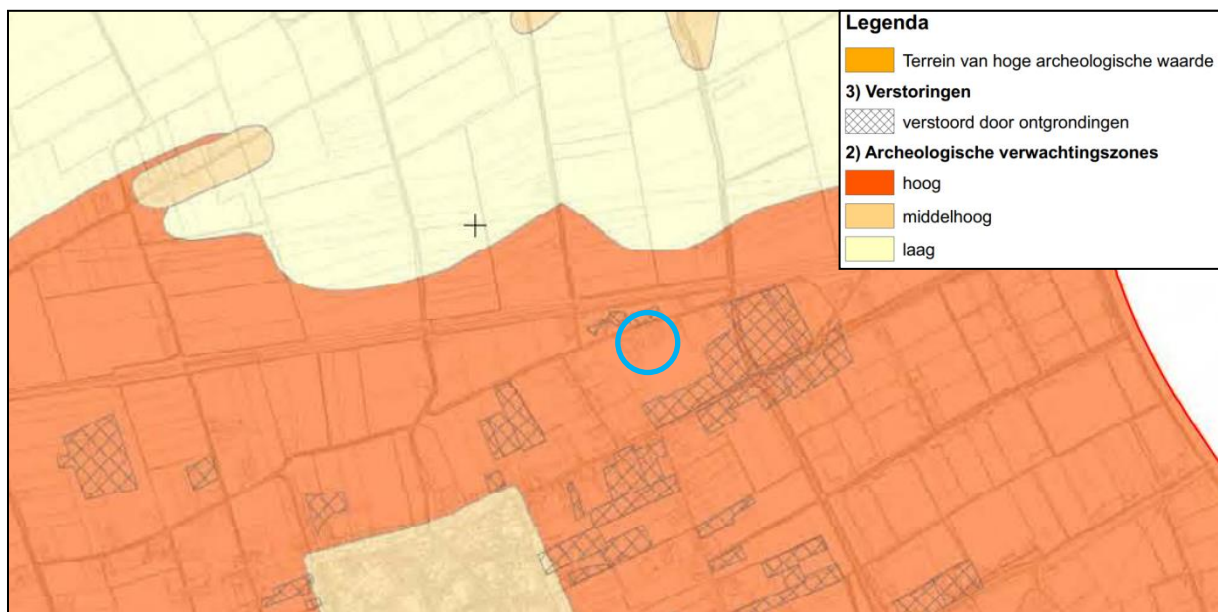 Legenda
Terrein van hoge archeologische waarde
3) Verstoringen
verstoord door ontgrondingen
2) Archeologische verwachtingszones
hoog
middelhoog
laag